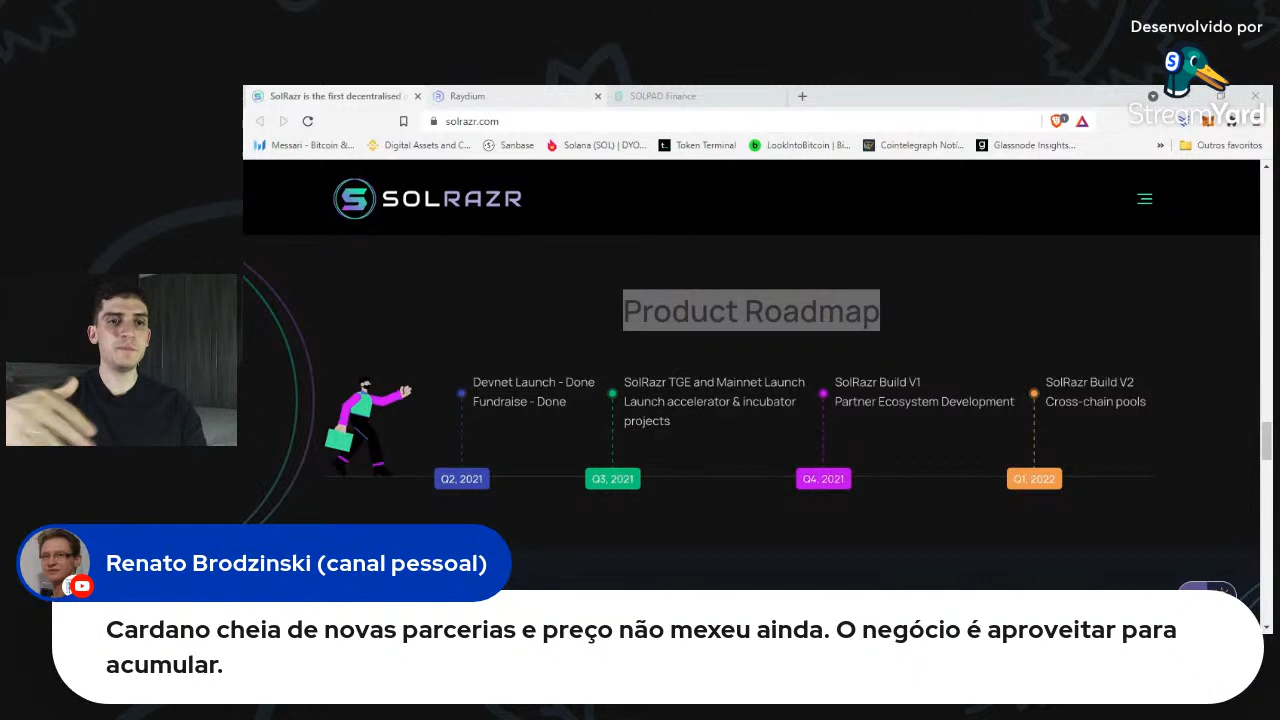 Desenvolvido por
StreamYard
SolRazr is the first decentralised
Raydium
SOLPAD Finance
solrazr.com
Messari - Bitcoin &...
Digital Assets and C...
Sanbase
Solana (SOL) | DYO...
Token Terminal
LookIntoBitcoin | Bi...
Cointelegraph Notí...
Glassnode Insights...
Outros favoritos
SOLRAZR
Product Roadmap
Devnet Launch - Done
Fundraise - Done
SolRazr TGE and Mainnet Launch
Launch accelerator & incubator
projects
SolRazr Build V1
Partner Ecosystem Development
SolRazr Build V2
Cross-chain pools
Q2, 2021
Q3, 2021
Q4, 2021
Q1, 2022
Renato Brodzinski (canal pessoal)
Cardano cheia de novas parcerias e preço não mexeu ainda. O negócio é aproveitar para
acumular.